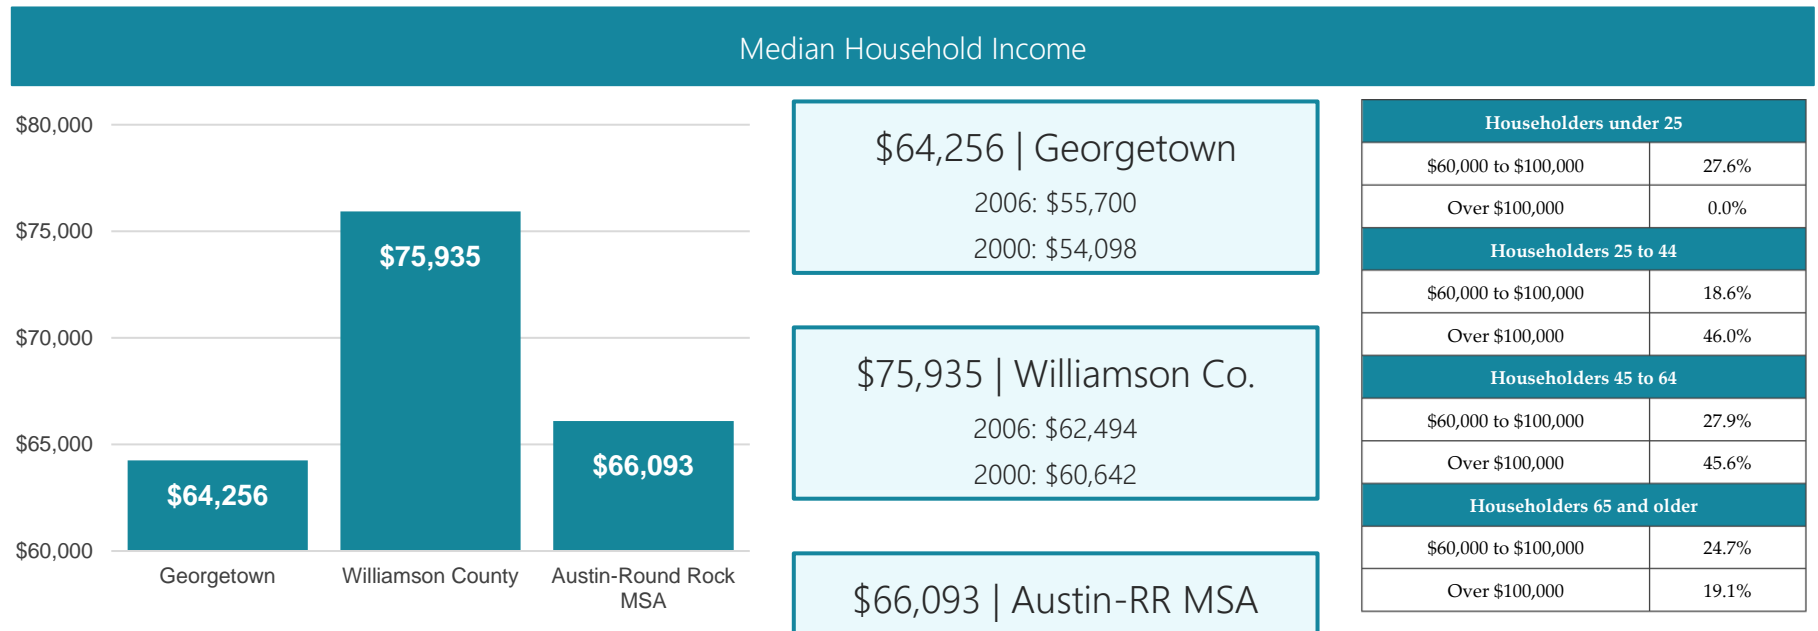 Median Household Income
$80,000
$75,000
$70,000
$65,000
$60,000
$64,256
$75,935
$66,093
Georgetown
Williamson County
Austin-Round Rock
MSA
$64,256 | Georgetown
2006: $55,700
2000: $54,098
$75,935 | Williamson Co.
2006: $62,494
2000: $60,642
$66,093 | Austin-RR MSA
Householders under 25
$60,000 to $100,000 27.6%
Over $100,000 0.0%
Householders 25 to 44
$60,000 to $100,000 18.6%
Over $100,000 46.0%
Householders 45 to 64
$60,000 to $100,000 27.9%
Over $100,000 45.6%
Householders 65 and older
$60,000 to $100,000 24.7%
Over $100,000 19.1%